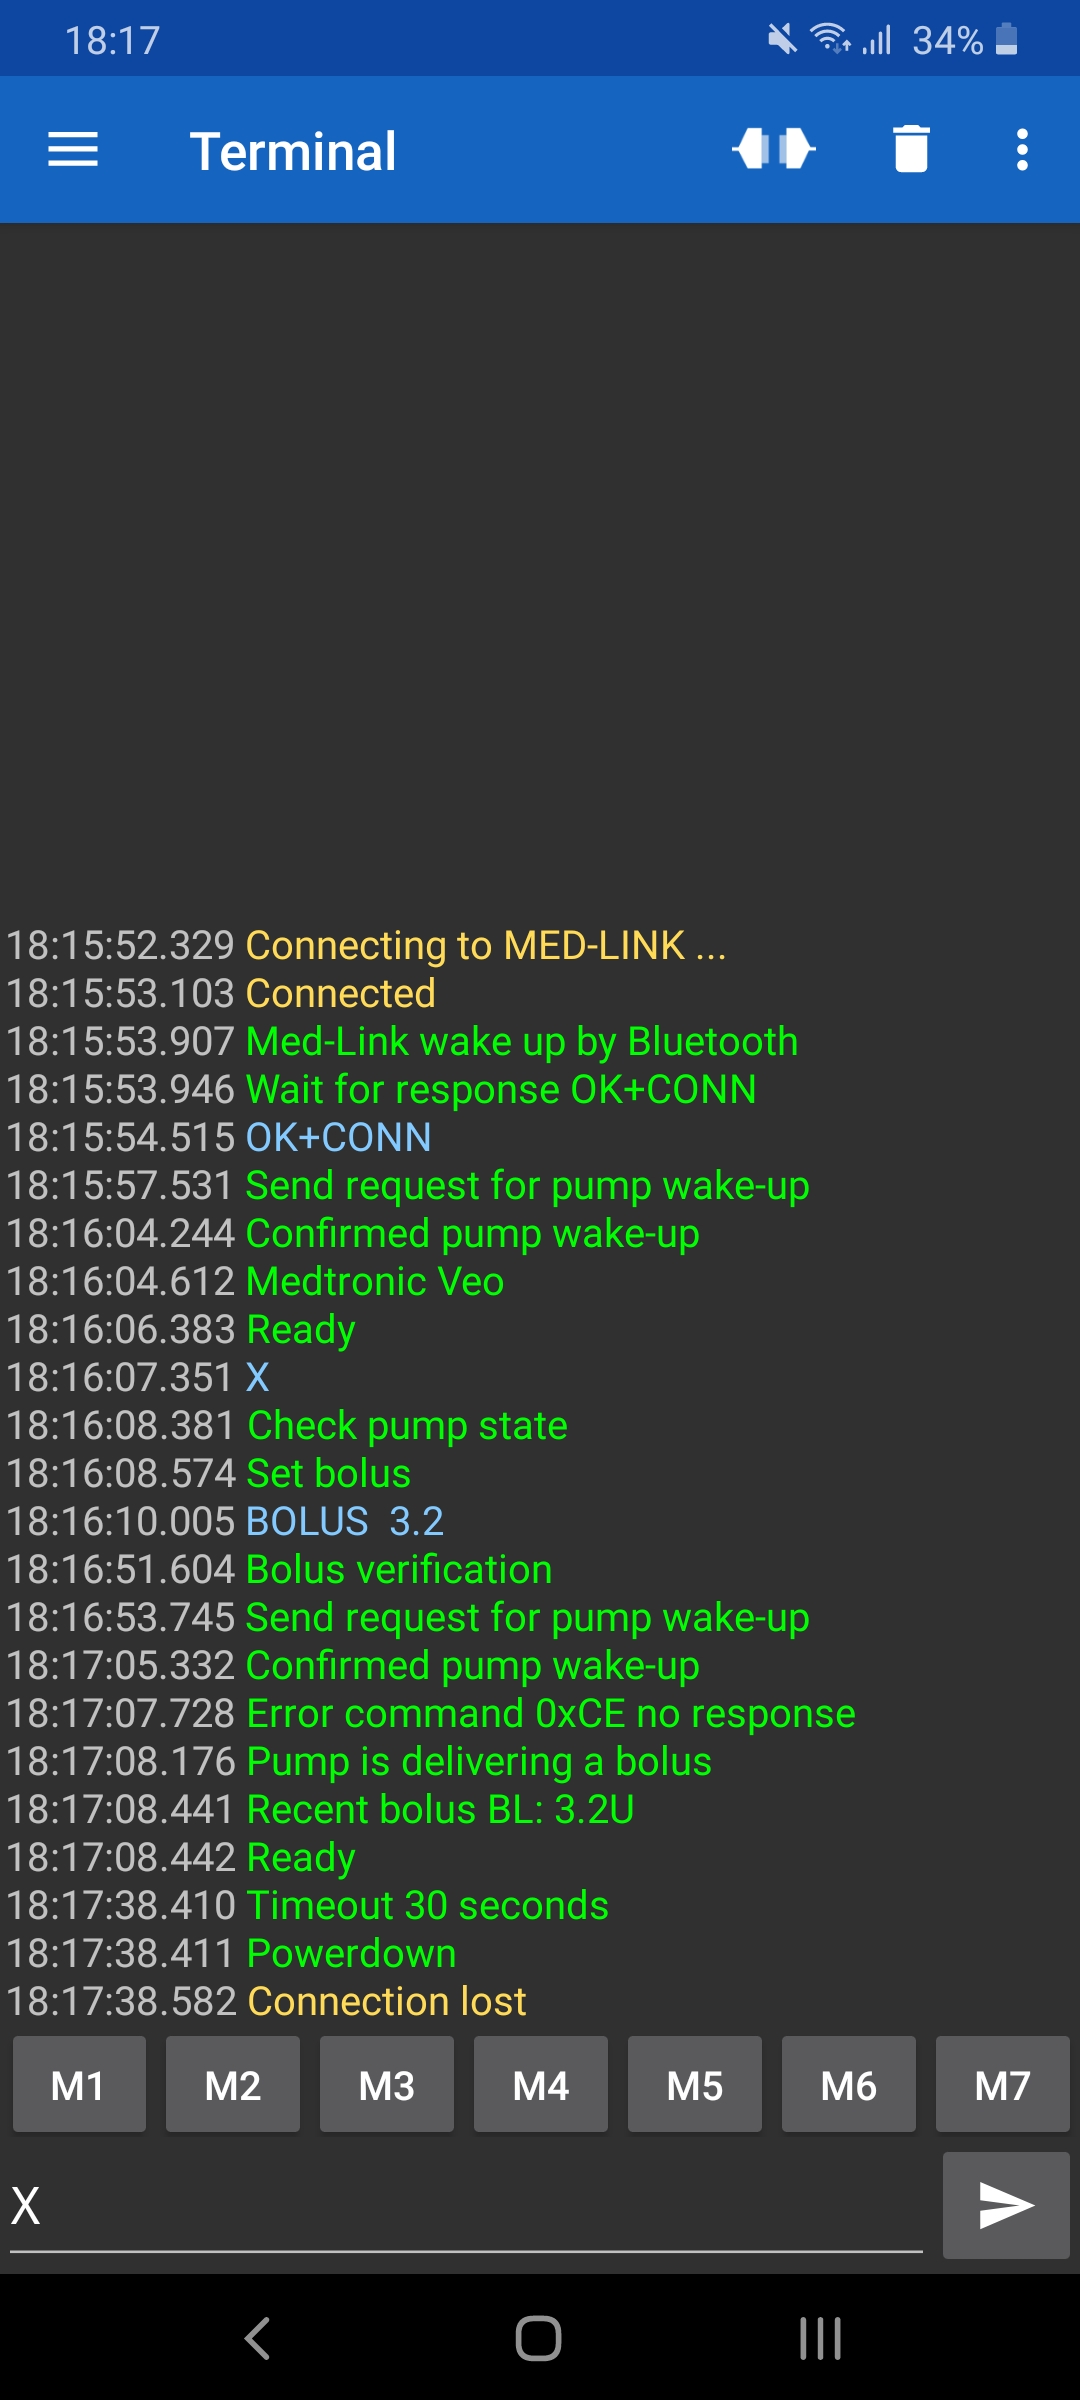 18:17
34%
Terminal
18:15:52.329 Connecting to MED-LINK ...
18:15:53.103 Connected
18:15:53.907 Med-Link wake up by Bluetooth
18:15:53.946 Wait for response OK+CONN
18:15:54.515 OK+CONN
18:15:57.531 Send request for pump wake-up
18:16:04.244 Confirmed pump wake-up
18:16:04.612 Medtronic Veo
18:16:06.383 Ready
18:16:07.351 X
18:16:08.381 Check pump state
18:16:08.574 Set bolus
18:16:10.005 BOLUS  3.2
18:16:51.604 Bolus verification
18:16:53.745 Send request for pump wake-up
18:17:05.332 Confirmed pump wake-up
18:17:07.728 Error command 0xCE no response
18:17:08.176 Pump is delivering a bolus
18:17:08.441 Recent bolus BL: 3.2U
18:17:08.442 Ready
18:17:38.410 Timeout 30 seconds
18:17:38.411 Powerdown
18:17:38.582 Connection lost
M1 M2 M3 M4 M5 M6 M7
X